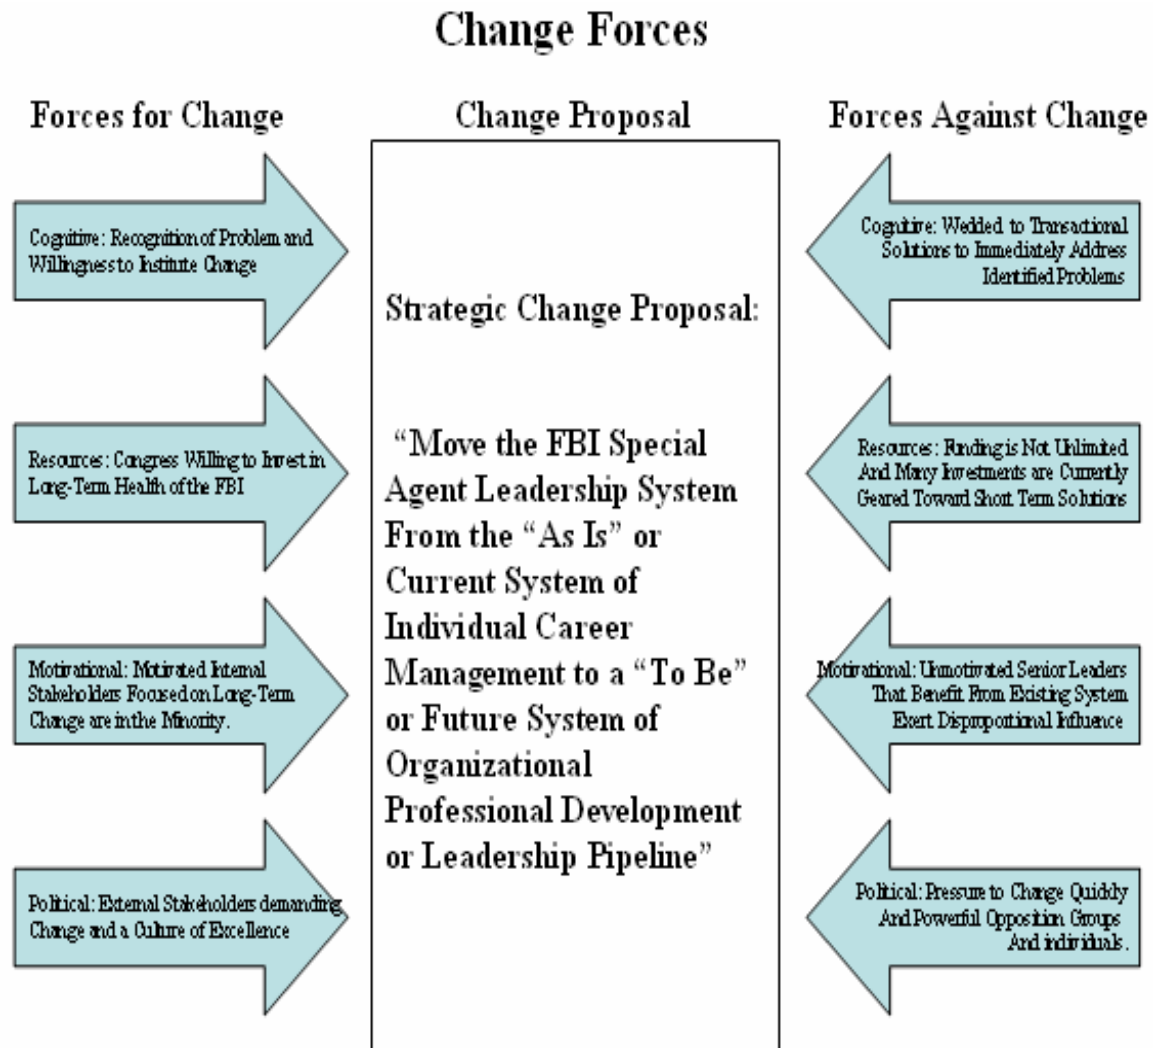 Change Forces
Forces for Change
Change Proposal
Forces Against Change
Cognitive: Recognition of Problem and
Willingness to Institute Change
Resources: Congress Willing to Invest in
Long-Term Health of the FBI
Motivational: Motivated Internal
Stakeholders Focused on Long-Term
Change are in the Minority.
Political: External Stakeholders demanding
Change and a Culture of Excellence
Strategic Change Proposal:
“Move the FBI Special
Agent Leadership System
From the “As Is” or
Current System of
Individual Career
Management to a “To Be”
or Future System of
Organizational
Professional Development
or Leadership Pipeline”
Cognitive: Wedded to Transactional
Solutions to Immediately Address
Identified Problems
Resources: Funding is Not Unlimited
And Many Investments are Currently
Geared Toward Short Term Solutions
Motivational: Unmotivated Senior Leaders
That Benefit From Existing System
Exert Disproportional Influence
Political: Pressure to Change Quickly
And Powerful Opposition Groups
And individuals.